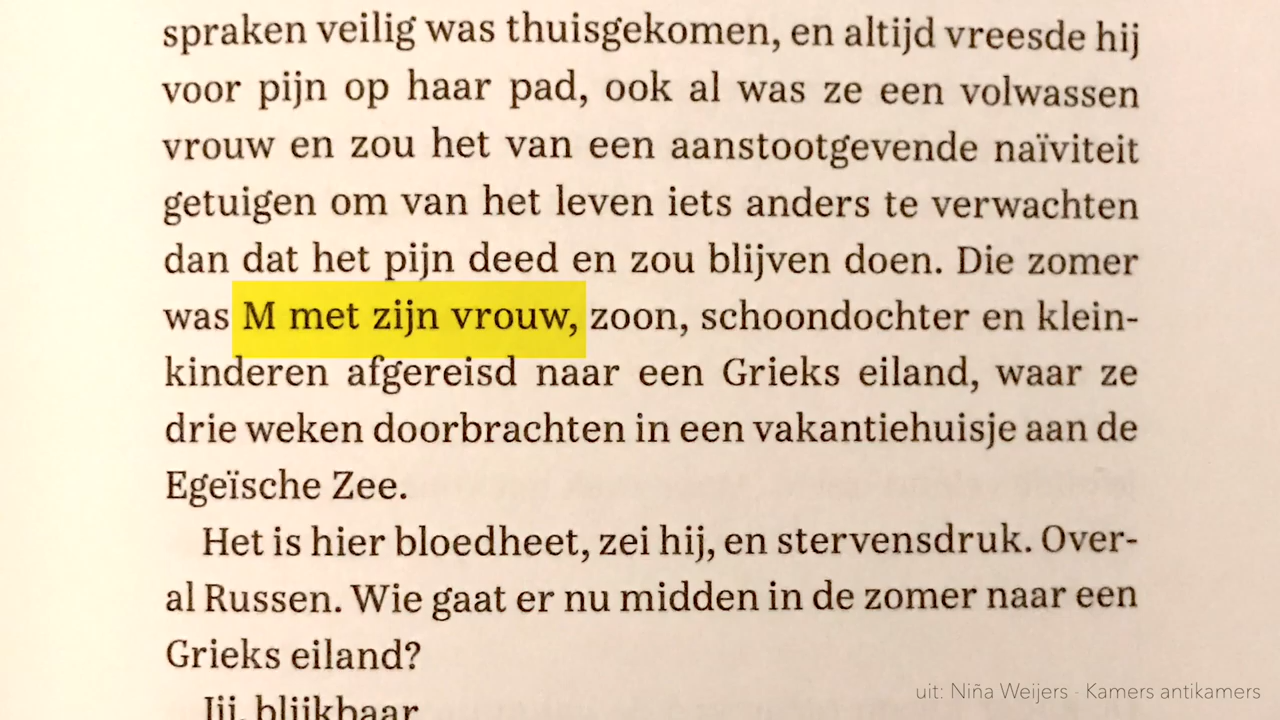 spraken veilig was thuisgekomen, en altijd vreesde hij
voor pijn op haar pad, ook al was ze een volwassen
vrouw en zou het van een aanstootgevende naïviteit
getuigen om van het leven iets anders te verwachten
dan dat het pijn deed en zou blijven doen. Die zomer
was M met zijn vrouw, zoon, schoondochter en klein-
kinderen afgereisd naar een Grieks eiland, waar ze
drie weken doorbrachten in een vakantiehuisje aan de
Egeïsche Zee.
Het is hier bloedheet, zei hij, en stervensdruk. Over-
al Russen. Wie gaat er nu midden in de zomer naar een
Grieks eiland?
Jij, blijkbaar
uit: Niña Weijers - Kamers antikamers